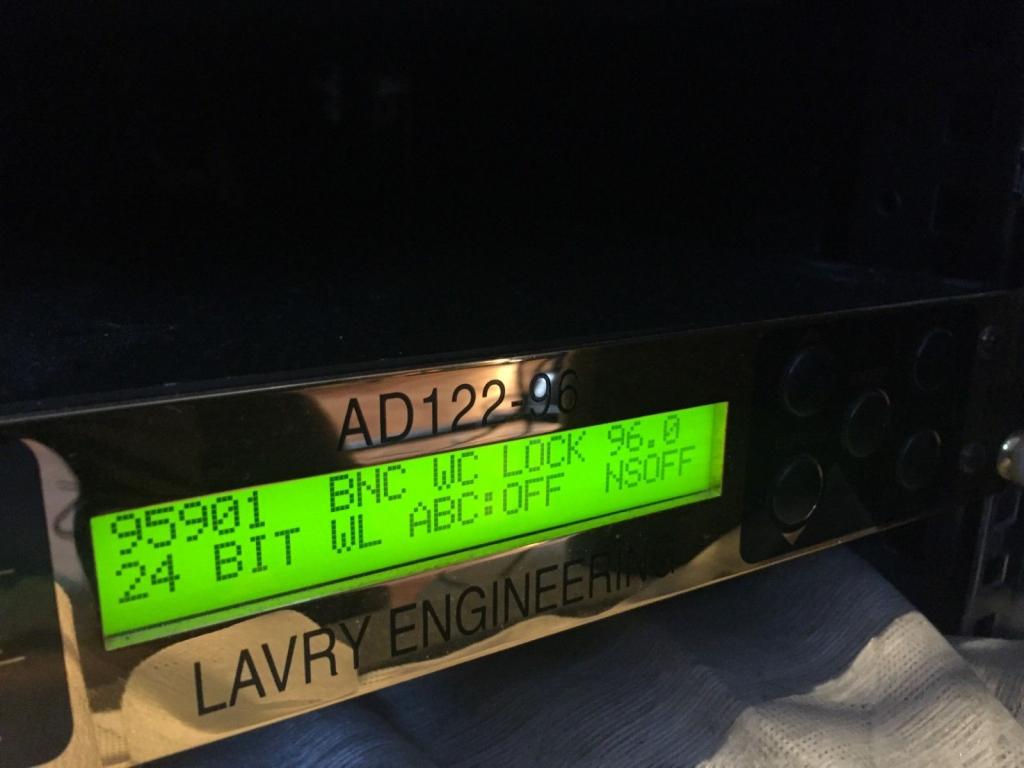 AD122-96
95901 BNC WC LOCK 96.0
24 BIT WL ABC:OFF NSOFF
LAVRY ENGINEERING